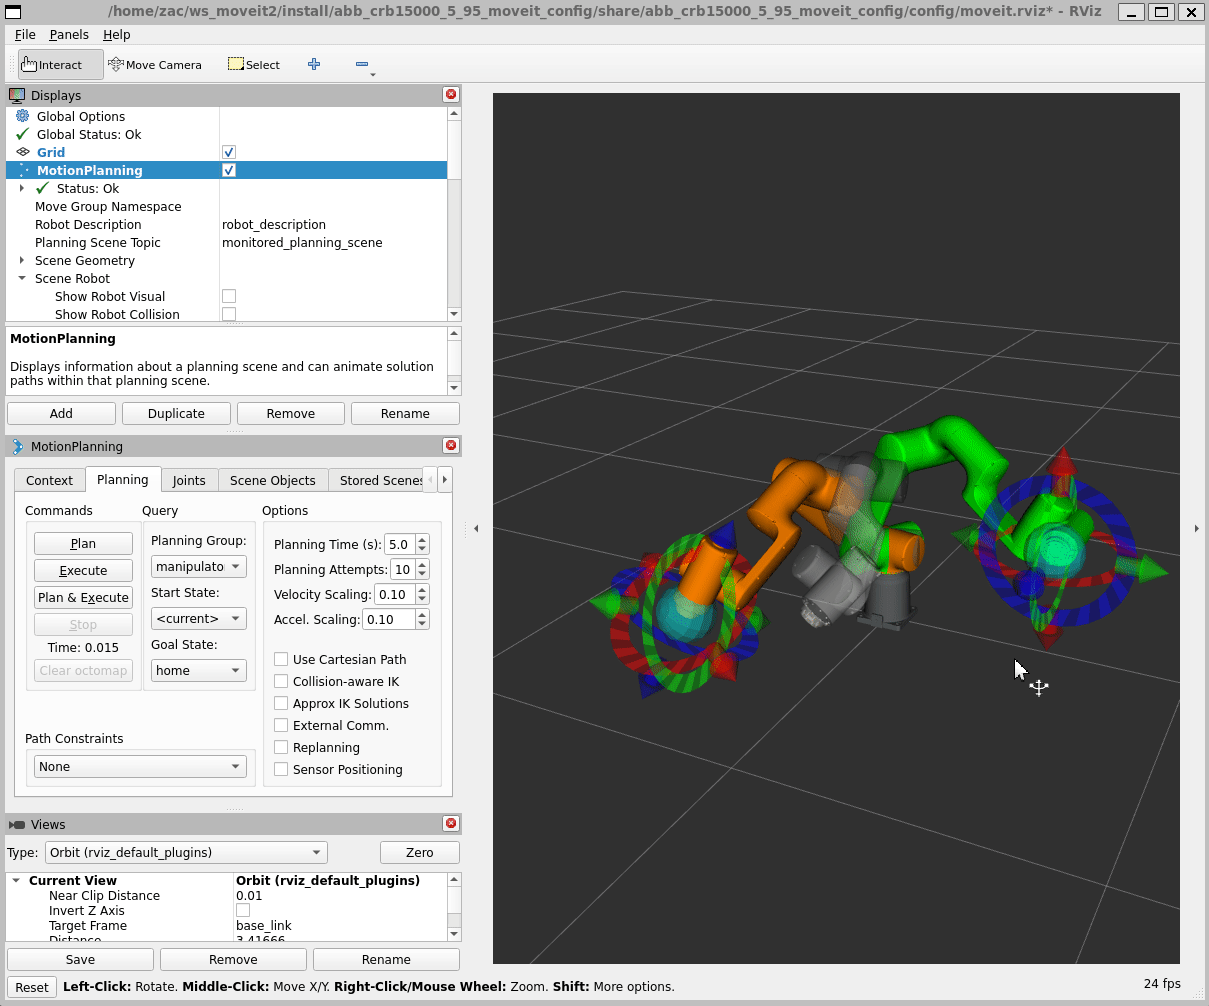 /home/zac/ws_moveit2/install/abb_crb15000_5_95_moveit_config/share/abb_crb15000_5_95_moveit_config/config/moveit.rviz* - RViz
File Panels Help
Interact Move Camera Select
Displays
Global Options
Global Status: Ok
Grid
MotionPlanning
Status: Ok
Move Group Namespace
Robot Description robot_description
Planning Scene Topic monitored_planning_scene
Scene Geometry
Scene Robot
Show Robot Visual
Show Robot Collision
MotionPlanning
Displays information about a planning scene and can animate solution
paths within that planning scene.
Add Duplicate Remove Rename
MotionPlanning
Context Planning Joints Scene Objects Stored Scenes
Commands Query Options
Plan
Execute
Plan & Execute
Stop
Time: 0.015
Clear octomap
Planning Group:
manipulato
Start State:
<current>
Goal State:
home
Planning Time (s): 5.0
Planning Attempts: 10
Velocity Scaling: 0.10
Accel. Scaling: 0.10
Use Cartesian Path
Collision-aware IK
Approx IK Solutions
External Comm.
Replanning
Sensor Positioning
Path Constraints
None
Views
Type: Orbit (rviz_default_plugins) Zero
Current View Orbit (rviz_default_plugins)
Near Clip Distance 0.01
Invert Z Axis
Target Frame base_link
Distance 3.41666
Save Remove Rename
Reset Left-Click: Rotate. Middle-Click: Move X/Y. Right-Click/Mouse Wheel: Zoom. Shift: More options. 24 fps